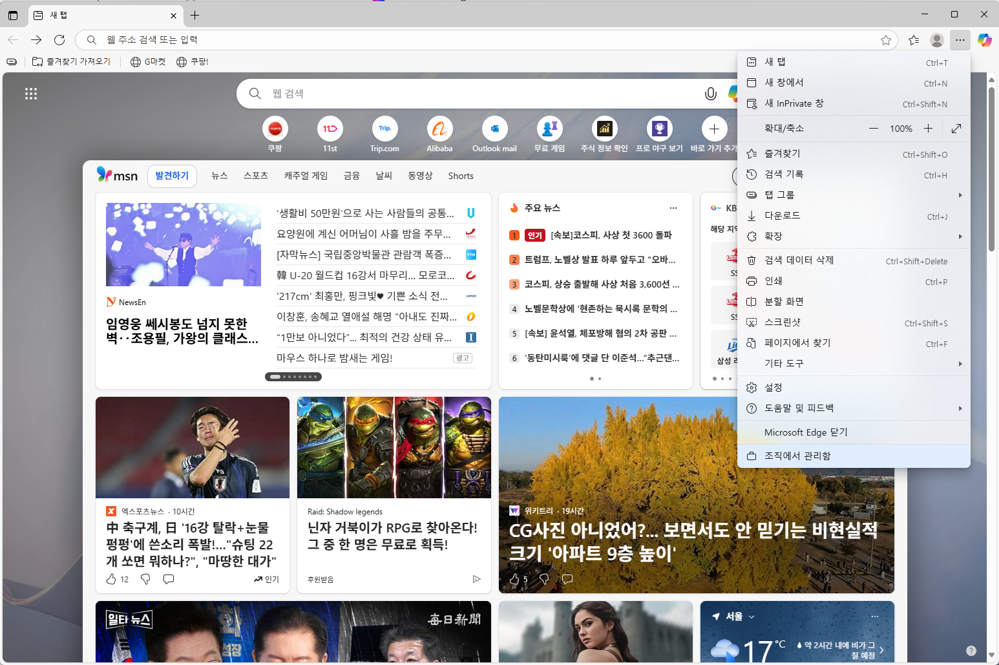 새 탭
웹 주소 검색 또는 입력
즐겨찾기 가져오기
G마켓
쿠팡!
웹 검색
쿠팡
11st
Trip.com
Alibaba
Outlook mail
무료 게임
주식 정보 확인
프로 야구 보기
바로 가기 추가
msn
발견하기
뉴스
스포츠
캐주얼 게임
금융
날씨
동영상
Shorts
NewsEn
임영웅 쎄시봉도 넘지 못한
벽‥조용필, 가왕의 클래스...
‘생활비 50만원’으로 사는 사람들의 공통...
요양원에 계신 어머님이 사흘 밤을 주무...
[자막뉴스] 국립중앙박물관 관람객 폭증...
韓 U-20 월드컵 16강서 마무리... 모로코...
'217cm' 최홍만, 핑크빛♥ 기쁜 소식 전...
이창훈, 송혜교 열애설 해명 "아내도 진짜...
“1만보 아니었다”... 최적의 건강 상태 유...
마우스 하나로 밤새는 게임!
광고
YTN
주요 뉴스
1 인기 [속보]코스피, 사상 첫 3600 돌파
2 트럼프, 노벨상 발표 하루 앞두고 "오바...
3 코스피, 상승 출발해 사상 처음 3,600선 ...
4 노벨문학상에 '현존하는 묵시록 문학의 ...
5 [속보] 윤석열, 체포방해 혐의 2차 공판 ...
6 ‘동탄미시룩’에 댓글 단 이준석...“추근댄...
KB
해당 지역
SS
SS
삼성 라
새 탭 Ctrl+T
새 창에서 Ctrl+N
새 InPrivate 창 Ctrl+Shift+N
확대/축소 100%
즐겨찾기 Ctrl+Shift+O
검색 기록 Ctrl+H
탭 그룹
다운로드 Ctrl+J
확장
검색 데이터 삭제 Ctrl+Shift+Delete
인쇄 Ctrl+P
분할 화면
스크린샷 Ctrl+Shift+S
페이지에서 찾기 Ctrl+F
기타 도구
설정
도움말 및 피드백
Microsoft Edge 닫기
조직에서 관리함
엑스포츠뉴스 · 10시간
中 축구계, 日 '16강 탈락+눈물
펑펑'에 쓴소리 폭발!..."슈팅 22
개 쏘면 뭐하나?", "마땅한 대가"
12
인기
Raid: Shadow legends
닌자 거북이가 RPG로 찾아온다!
그 중 한 명은 무료로 획득!
후원받음
위키트리 · 19시간
CG사진 아니었어?... 보면서도 안 믿기는 비현실적
크기 '아파트 9층 높이'
5
일타 뉴스
每日新聞
성장
서울
17°C
약 2시간 내에 비가 그
칠 예정